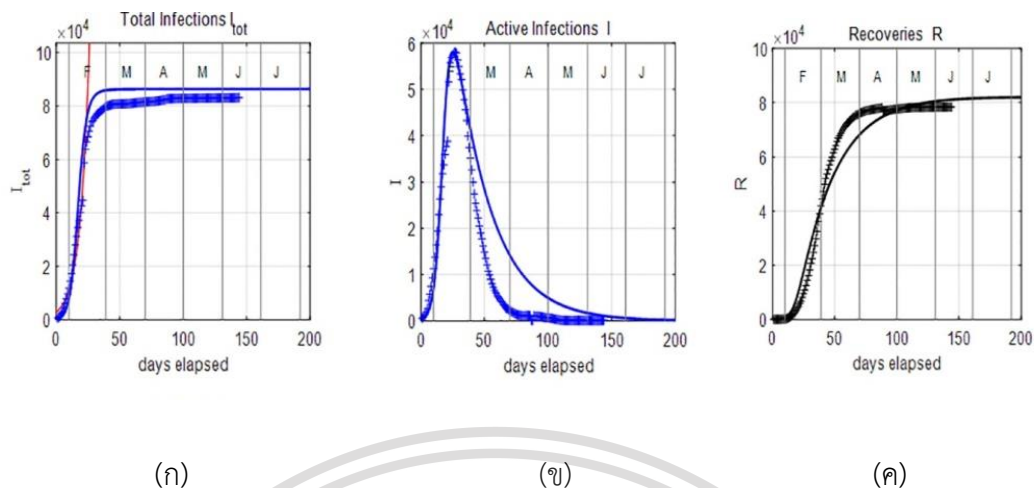 Total Infections I_tot
×10⁴
10
8
6
4
2
0
F M A M J J
I_tot
0 50 100 150 200
days elapsed
Active Infections I
×10⁴
6
5
4
3
2
1
0
M A M J J
I
0 50 100 150 200
days elapsed
Recoveries R
×10⁴
10
8
6
4
2
0
F M A M J J
R
0 50 100 150 200
days elapsed
(ก) (ข) (ค)